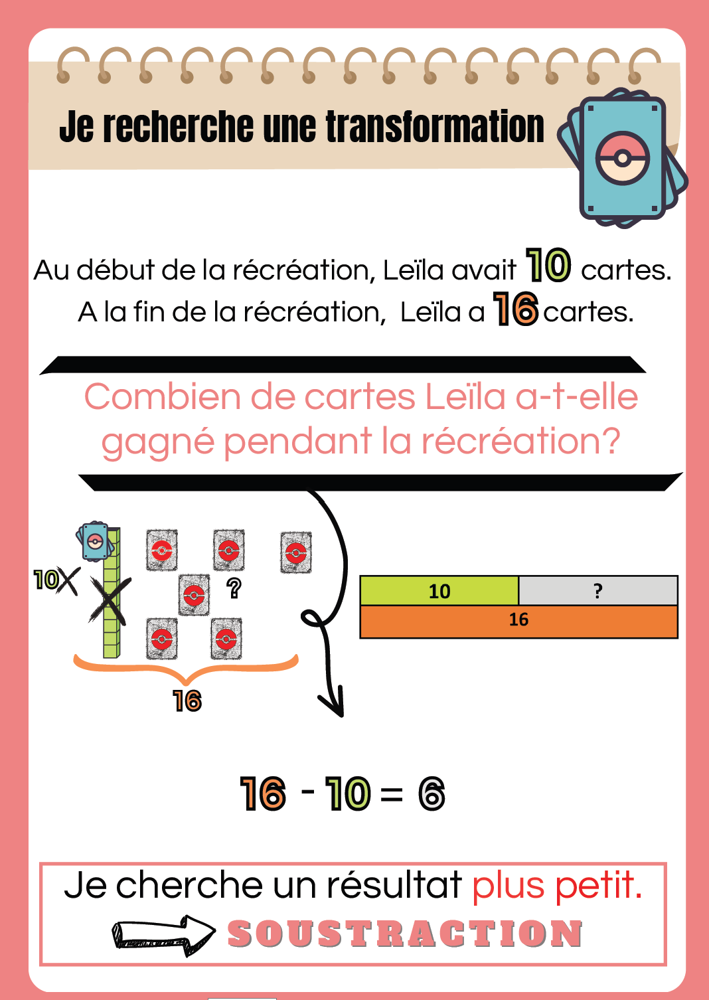 Je recherche une transformation
Au début de la récréation, Leïla avait 10 cartes.
A la fin de la récréation, Leïla a 16 cartes.
Combien de cartes Leïla a-t-elle
gagné pendant la récréation?
10
?
16
10 ?
16
16 - 10 = 6
Je cherche un résultat plus petit.
SOUSTRACTION